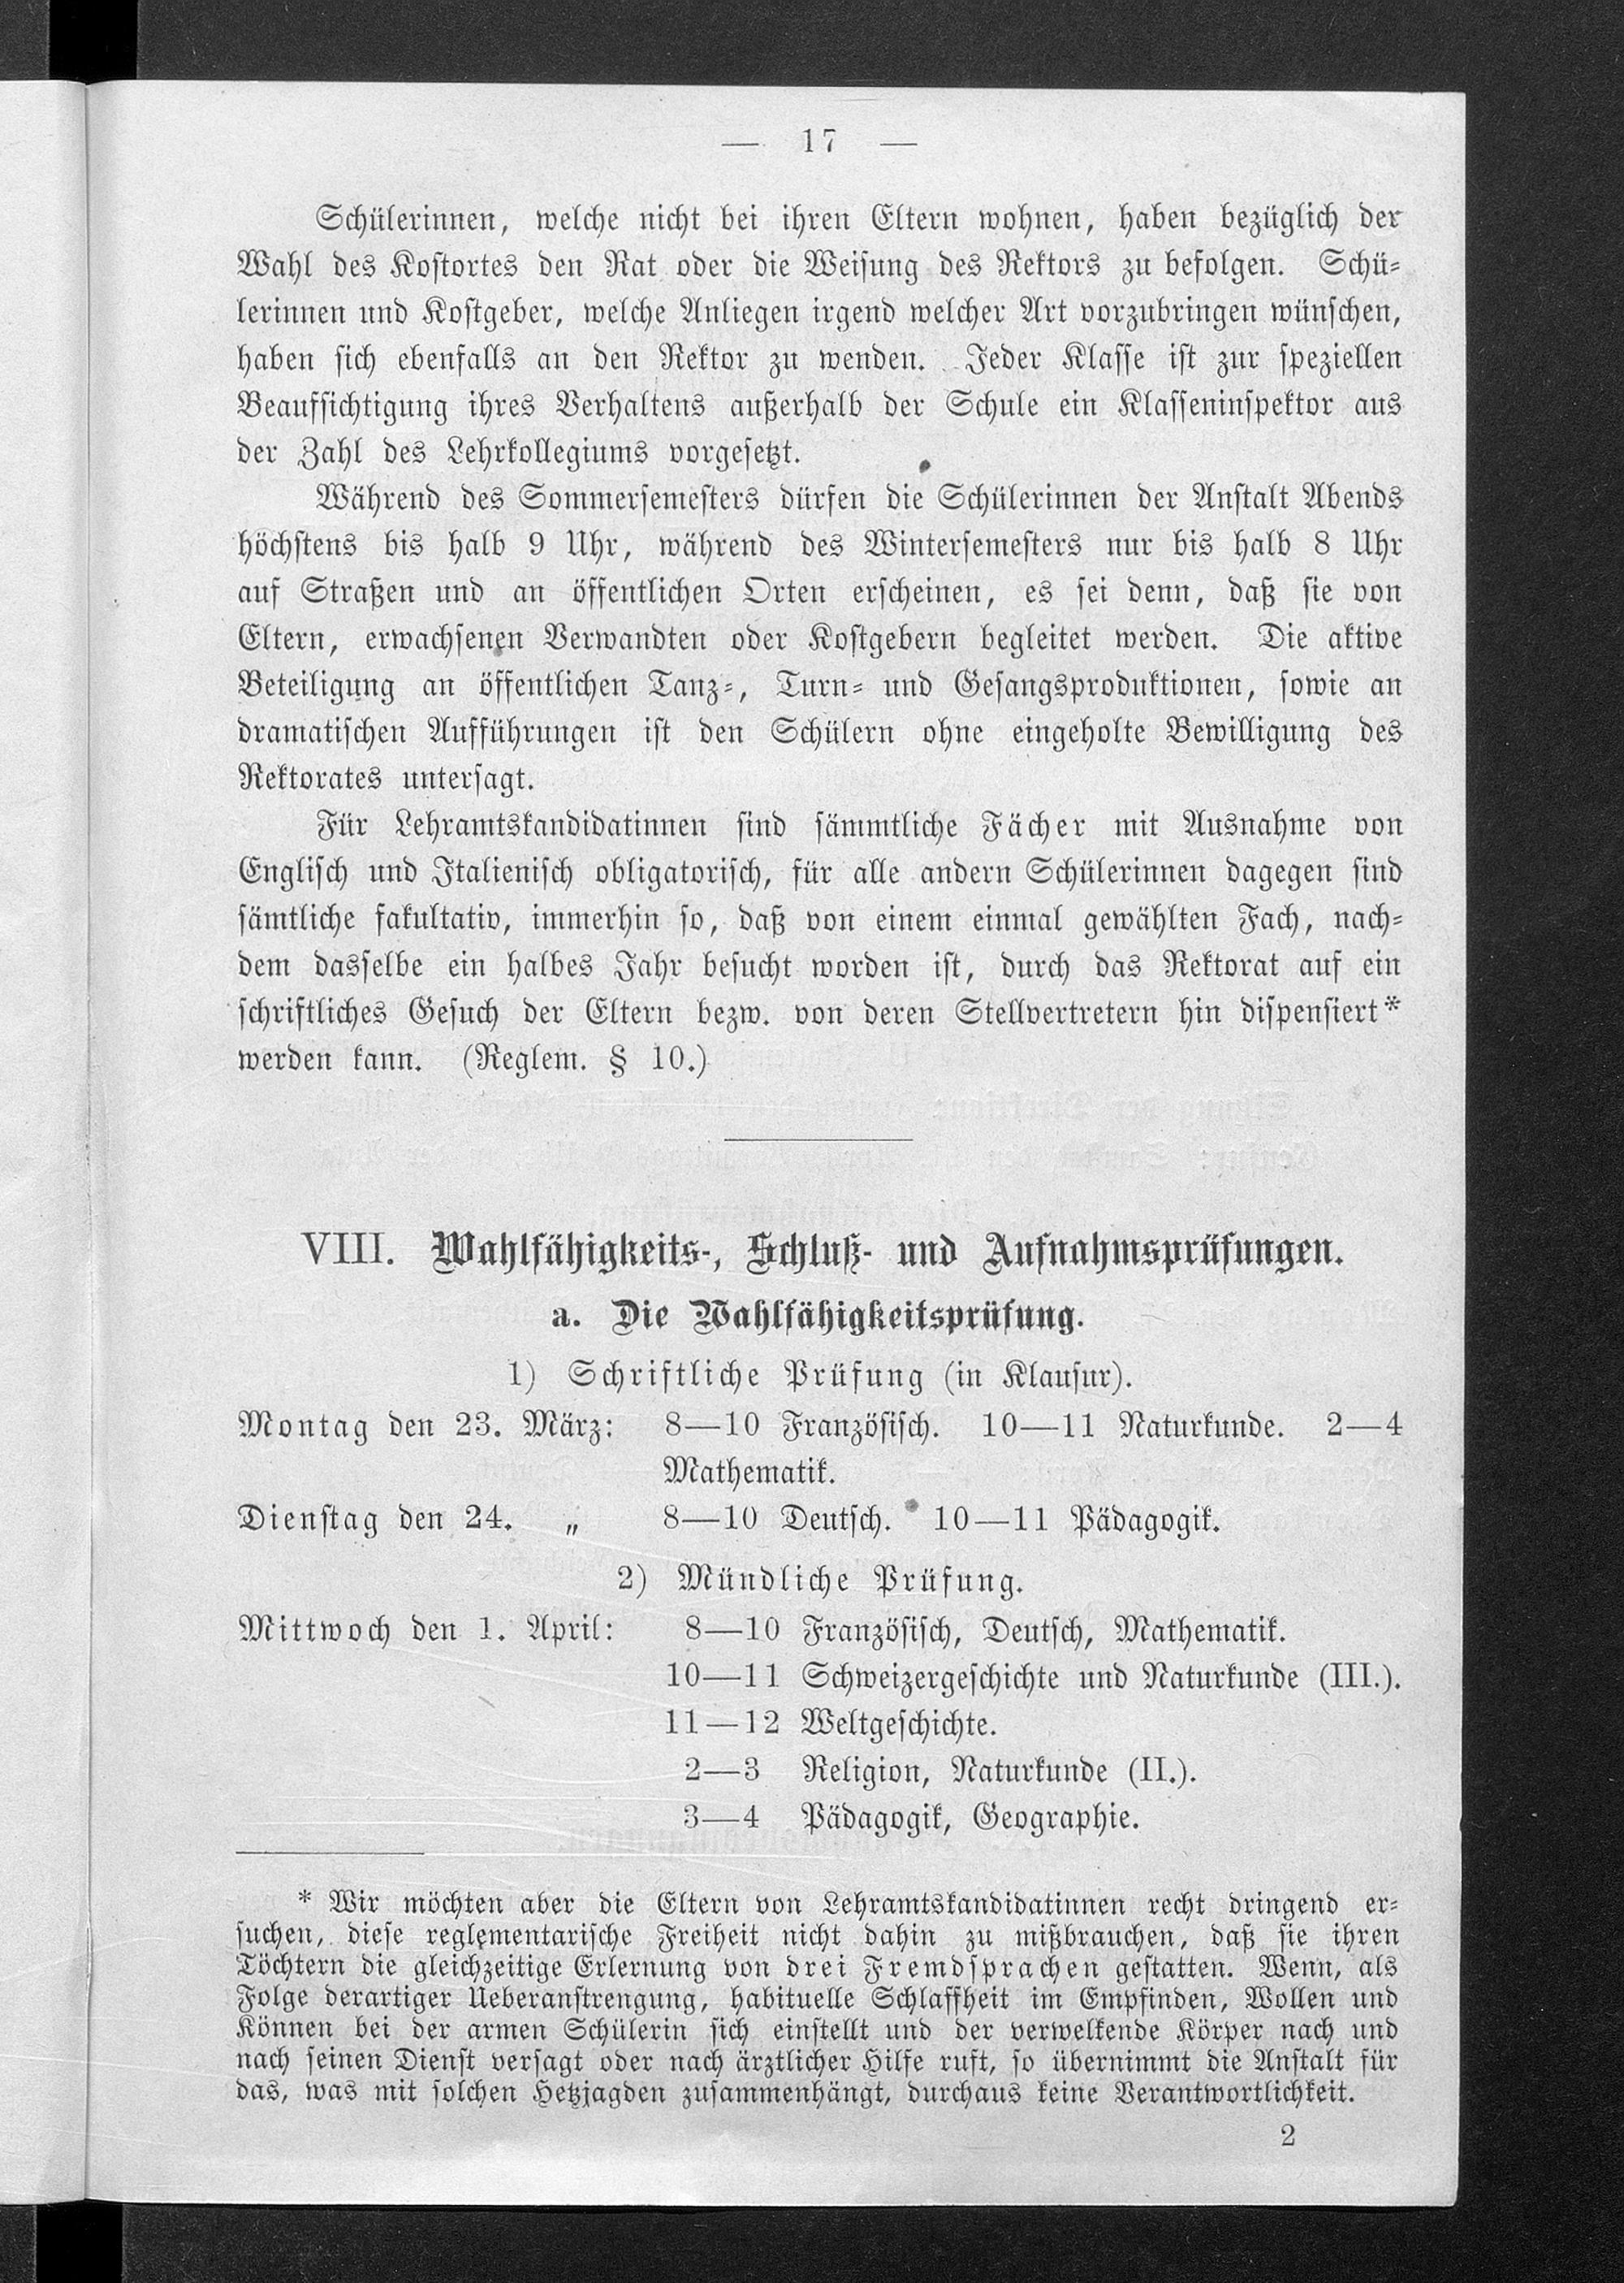 — 17 —
Schülerinnen, welche nicht bei ihren Eltern wohnen, haben bezüglich der
Wahl des Kostortes den Rat oder die Weisung des Rektors zu befolgen. Schü-
lerinnen und Kostgeber, welche Anliegen irgend welcher Art vorzubringen wünschen,
haben sich ebenfalls an den Rektor zu wenden. Jeder Klasse ist zur speziellen
Beaufsichtigung ihres Verhaltens außerhalb der Schule ein Klasseninspektor aus
der Zahl des Lehrkollegiums vorgesetzt.
Während des Sommersemesters dürfen die Schülerinnen der Anstalt Abends
höchstens bis halb 9 Uhr, während des Wintersemesters nur bis halb 8 Uhr
auf Straßen und an öffentlichen Orten erscheinen, es sei denn, daß sie von
Eltern, erwachsenen Verwandten oder Kostgebern begleitet werden. Die aktive
Beteiligung an öffentlichen Tanz-, Turn- und Gesangsproduktionen, sowie an
dramatischen Aufführungen ist den Schülern ohne eingeholte Bewilligung des
Rektorates untersagt.
Für Lehramtskandidatinnen sind sämmtliche Fächer mit Ausnahme von
Englisch und Italienisch obligatorisch, für alle andern Schülerinnen dagegen sind
sämtliche fakultativ, immerhin so, daß von einem einmal gewählten Fach, nach-
dem dasselbe ein halbes Jahr besucht worden ist, durch das Rektorat auf ein
schriftliches Gesuch der Eltern bezw. von deren Stellvertretern hin dispensiert*
werden kann. (Reglem. § 10.)
VIII. Wahlfähigkeits-, Schluß- und Aufnahmsprüfungen.
a. Die Wahlfähigkeitsprüfung.
1) Schriftliche Prüfung (in Klausur).
Montag den 23. März: 8—10 Französisch. 10—11 Naturkunde. 2—4
Mathematik.
Dienstag den 24. „ 8—10 Deutsch. 10—11 Pädagogik.
2) Mündliche Prüfung.
Mittwoch den 1. April: 8—10 Französisch, Deutsch, Mathematik.
10—11 Schweizergeschichte und Naturkunde (III.).
11—12 Weltgeschichte.
2—3 Religion, Naturkunde (II.).
3—4 Pädagogik, Geographie.
* Wir möchten aber die Eltern von Lehramtskandidatinnen recht dringend er-
suchen, diese reglementarische Freiheit nicht dahin zu mißbrauchen, daß sie ihren
Töchtern die gleichzeitige Erlernung von drei Fremdsprachen gestatten. Wenn, als
Folge derartiger Ueberanstrengung, habituelle Schlaffheit im Empfinden, Wollen und
Können bei der armen Schülerin sich einstellt und der verwelkende Körper nach und
nach seinen Dienst versagt oder nach ärztlicher Hilfe ruft, so übernimmt die Anstalt für
das, was mit solchen Hetzjagden zusammenhängt, durchaus keine Verantwortlichkeit.
2